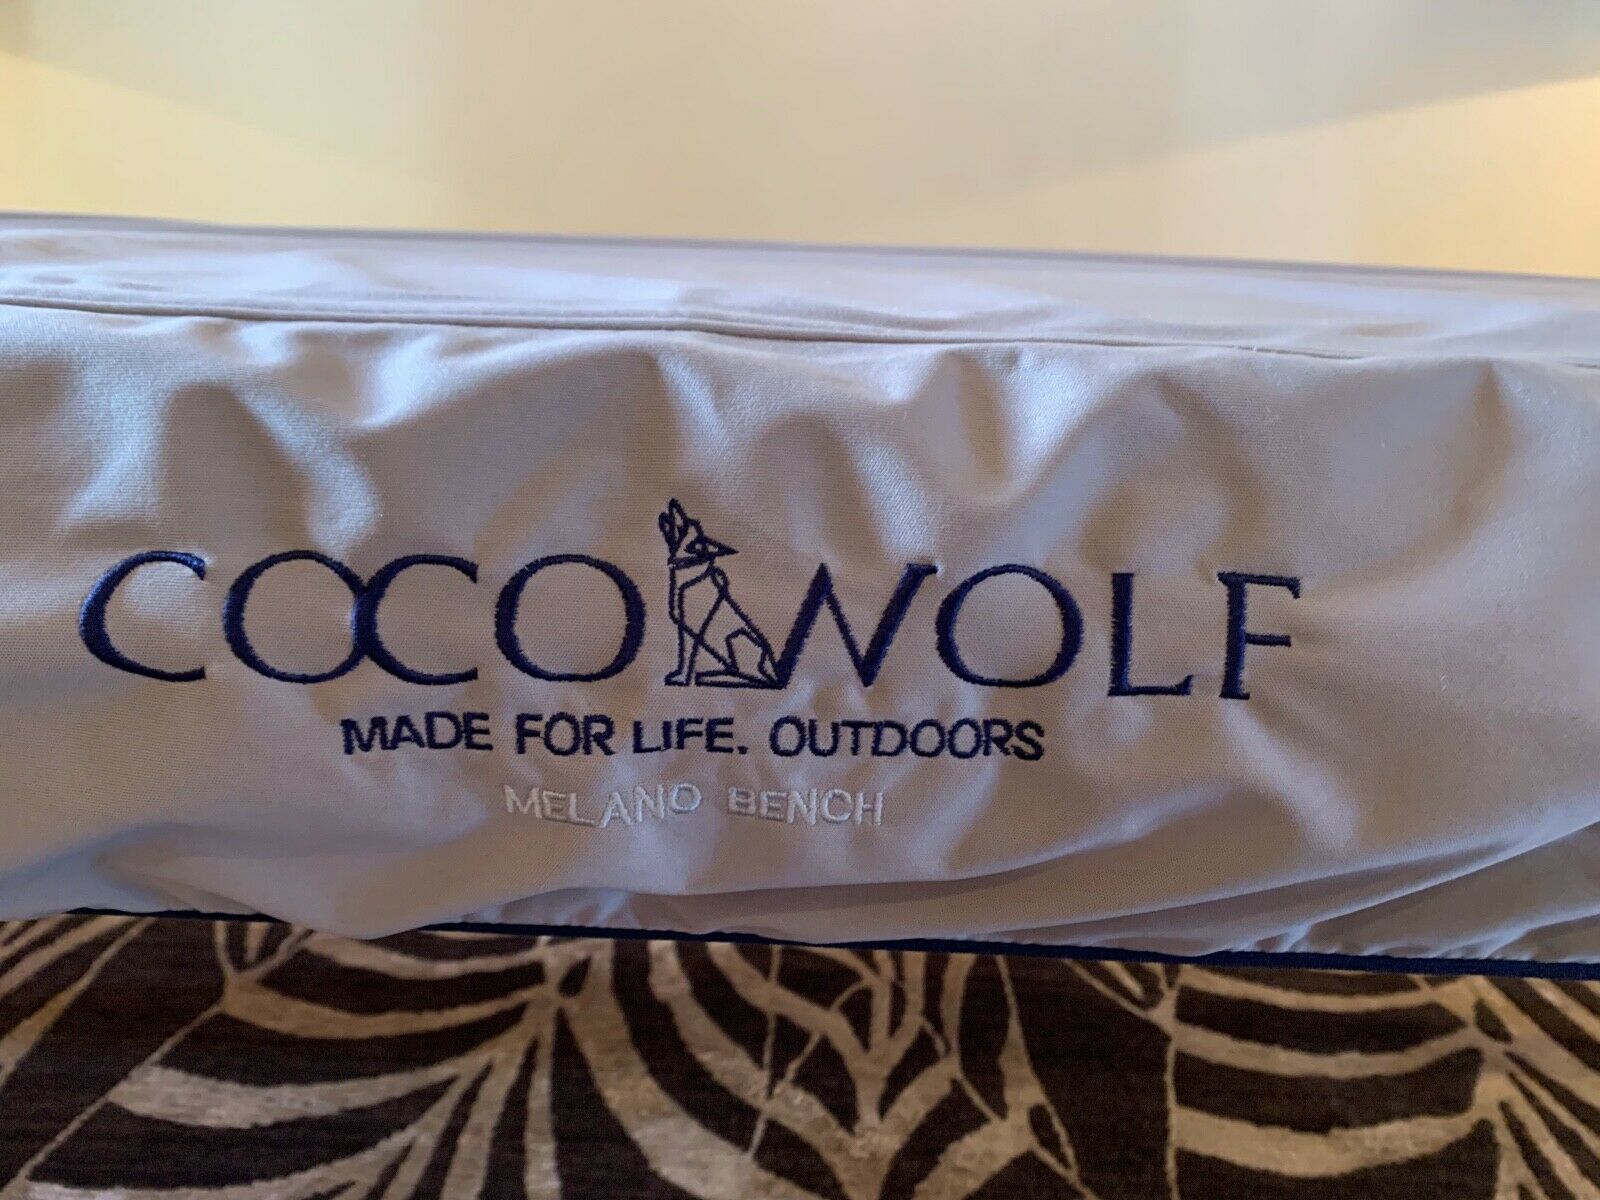 COCO WOLF
MADE FOR LIFE. OUTDOORS
MELANO BENCH